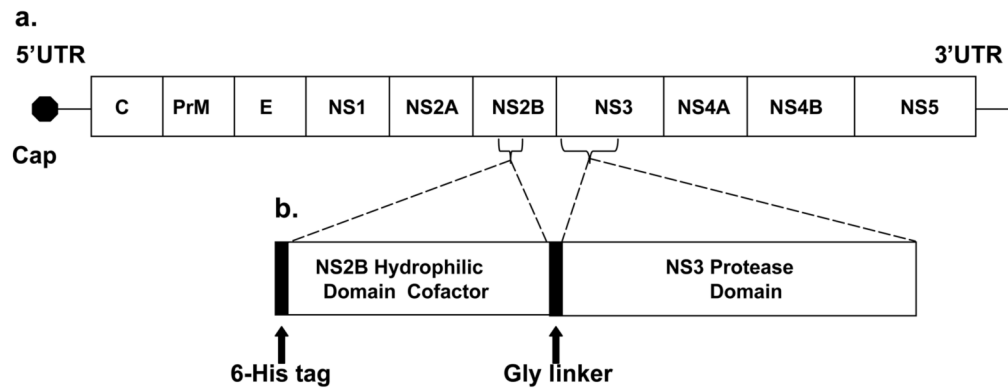 a.
5'UTR 3'UTR
C PrM E NS1 NS2A NS2B NS3 NS4A NS4B NS5
Cap
b.
NS2B Hydrophilic
Domain Cofactor
NS3 Protease
Domain
6-His tag Gly linker